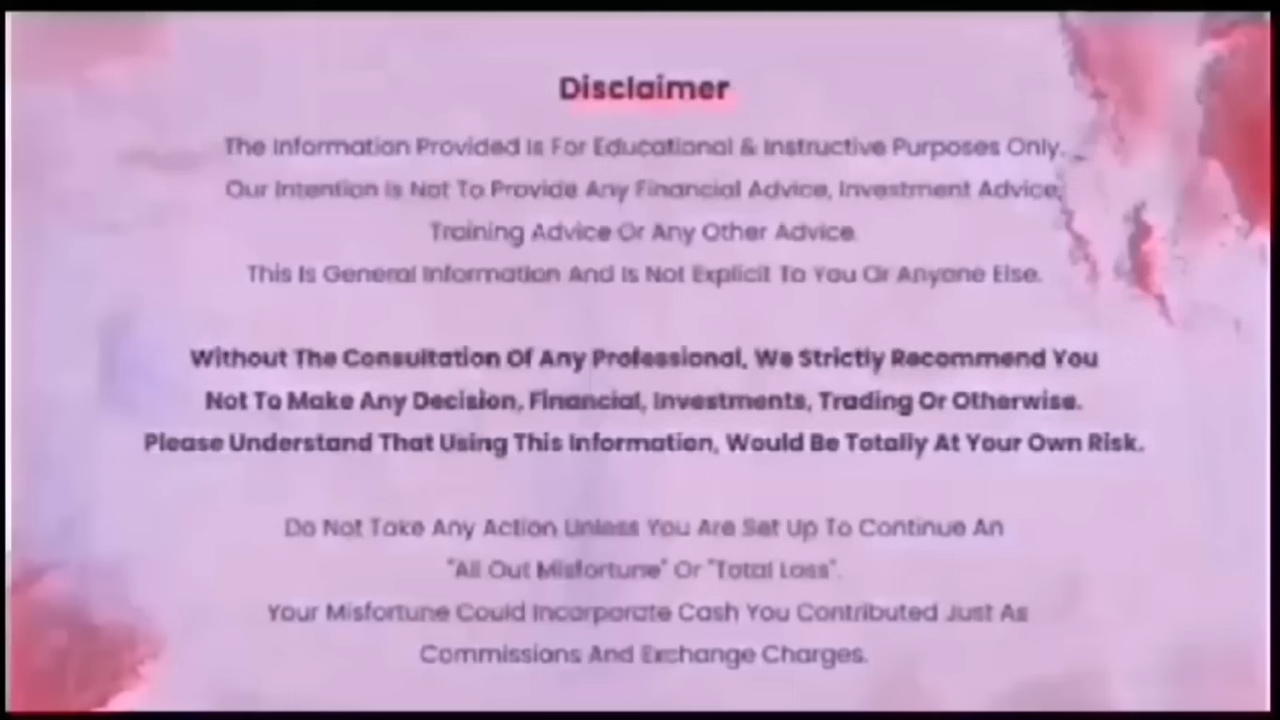 Disclaimer
The Information Provided Is For Educational & Instructive Purposes Only.
Our Intention Is Not To Provide Any Financial Advice, Investment Advice,
Training Advice Or Any Other Advice.
This Is General Information And Is Not Explicit To You Or Anyone Else.
Without The Consultation Of Any Professional, We Strictly Recommend You
Not To Make Any Decision, Financial, Investments, Trading Or Otherwise.
Please Understand That Using This Information, Would Be Totally At Your Own Risk.
Do Not Take Any Action Unless You Are Set Up To Continue An
"All Out Misfortune" Or "Total Loss".
Your Misfortune Could Incorporate Cash You Contributed Just As
Commissions And Exchange Charges.